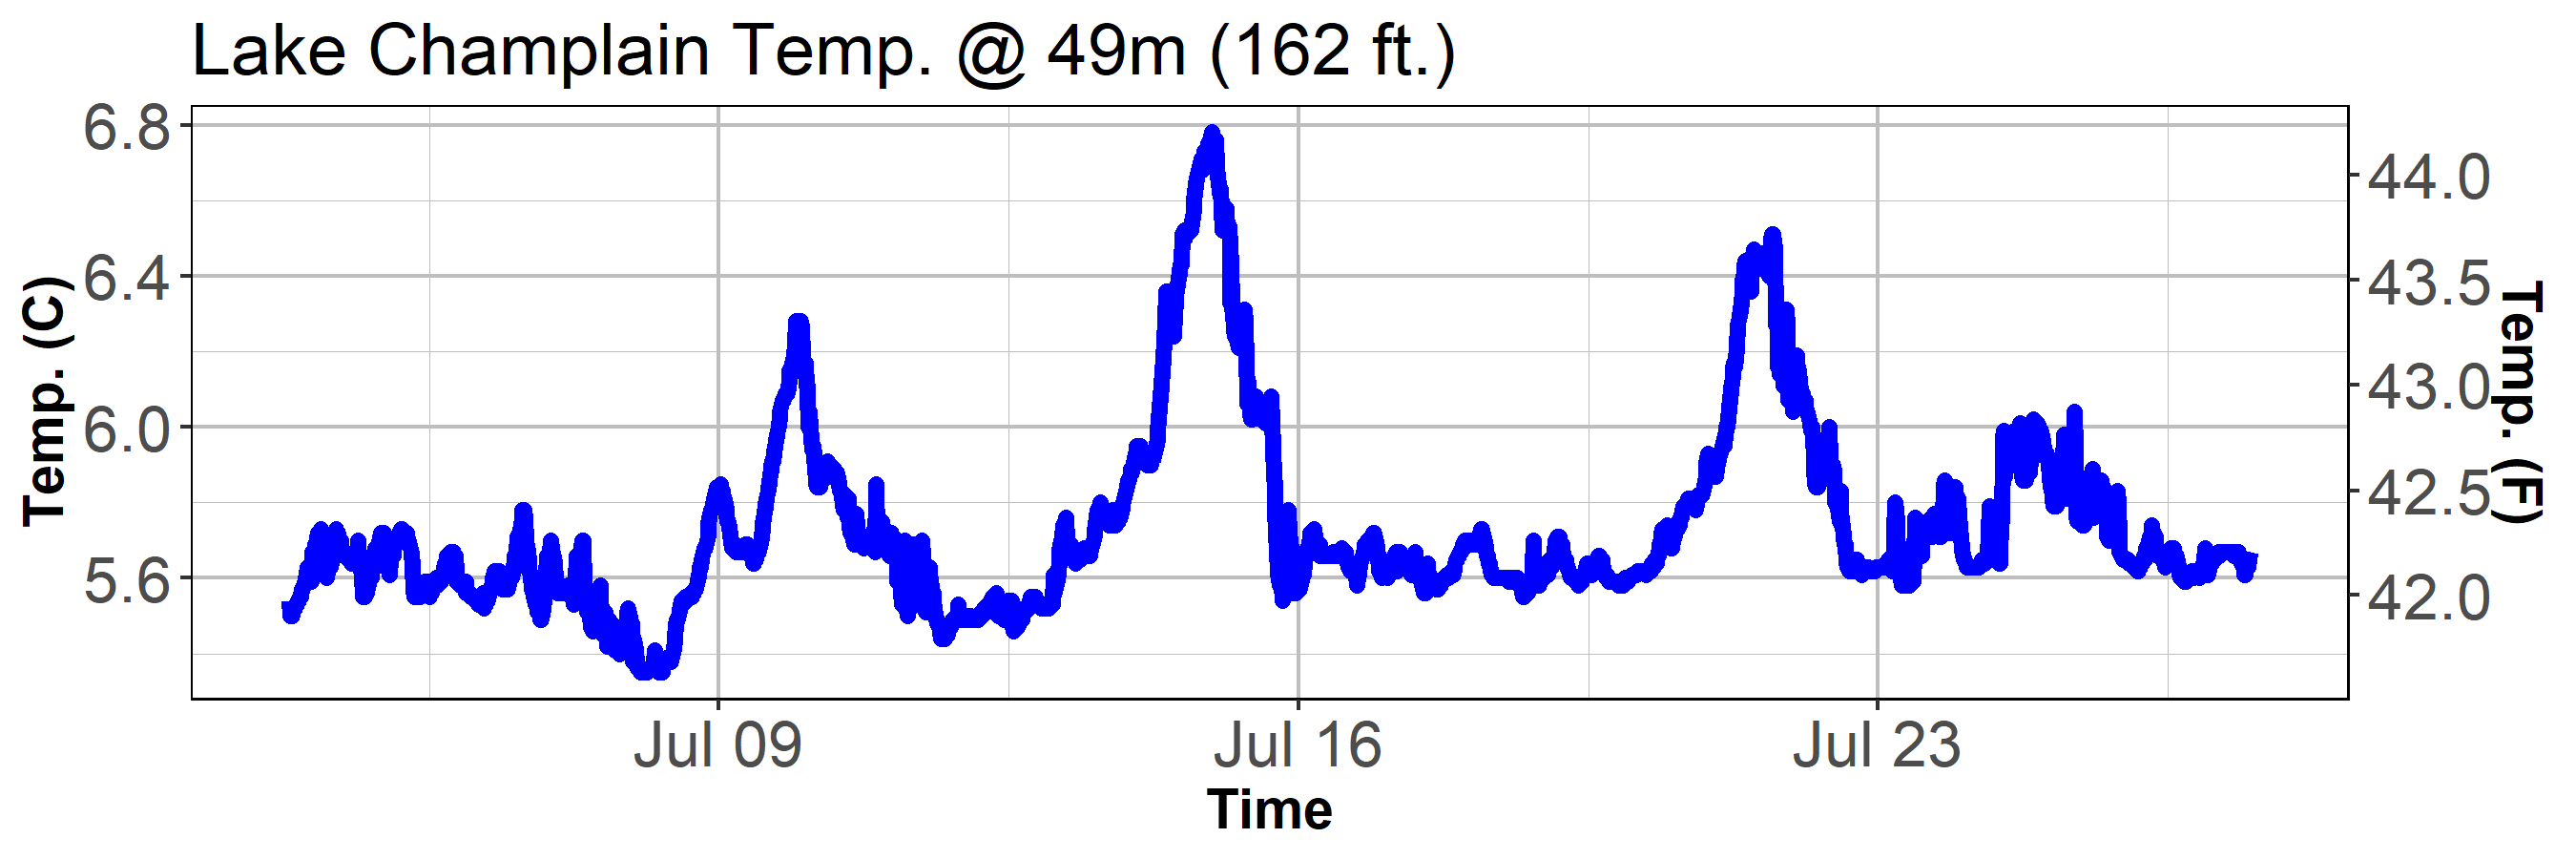 Lake Champlain Temp. @ 49m (162 ft.)
6.8
6.4
6.0
5.6
Temp. (C)
44.0
43.5
43.0
42.5
42.0
Temp. (F)
Jul 09 Jul 16 Jul 23
Time